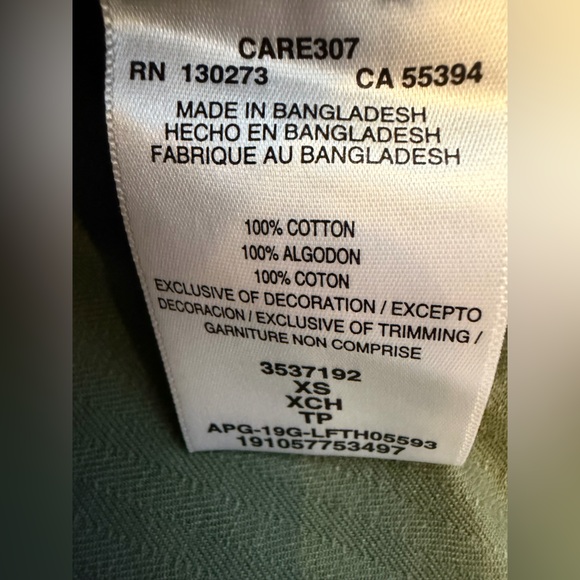 CARE307
RN 130273 CA 55394
MADE IN BANGLADESH
HECHO EN BANGLADESH
FABRIQUE AU BANGLADESH
100% COTTON
100% ALGODON
100% COTON
EXCLUSIVE OF DECORATION / EXCEPTO
DECORACION / EXCLUSIVE OF TRIMMING /
GARNITURE NON COMPRISE
3537192
XS
XCH
TP
APG-19G-LFTH05593
191057753497